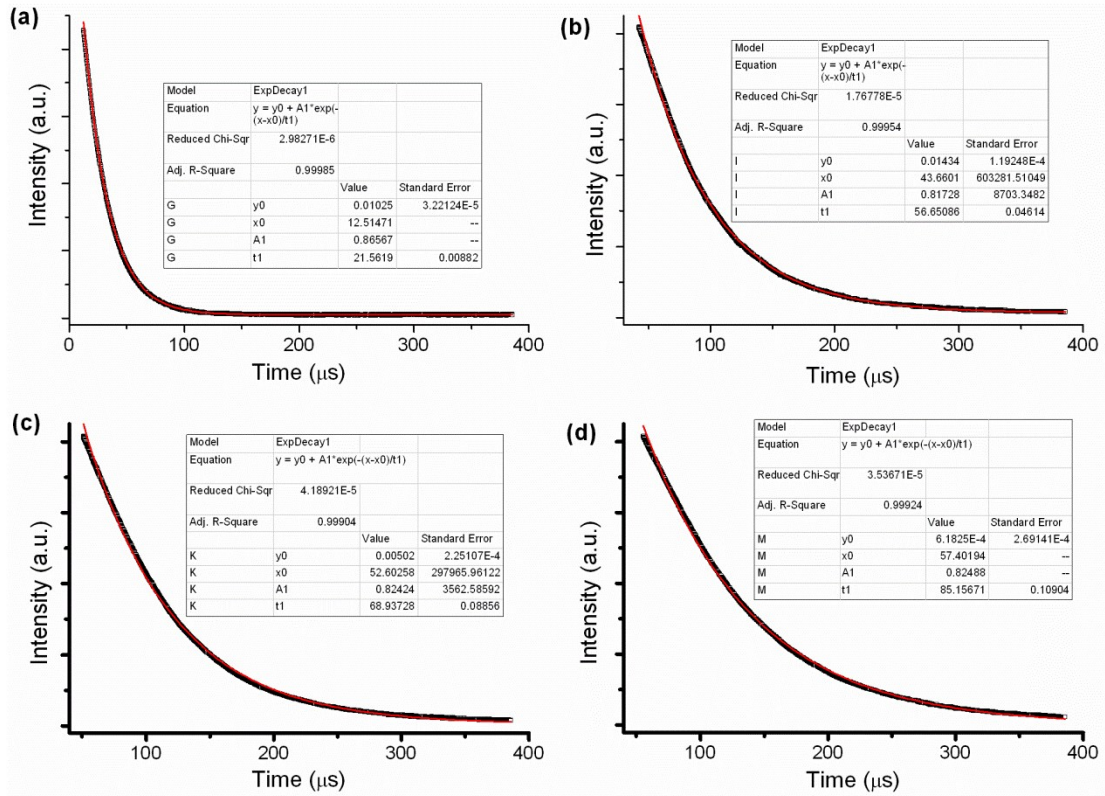 (a)
Intensity (a.u.)
Model ExpDecay1
Equation y = y0 + A1*exp(-
(x-x0)/t1)
Reduced Chi-Sqr 2.98271E-6
Adj. R-Square 0.99985
Value Standard Error
G y0 0.01025 3.22124E-5
G x0 12.51471 --
G A1 0.86567 --
G t1 21.5619 0.00882
0 100 200 300 400
Time (μs)
(b)
Intensity (a.u.)
Model ExpDecay1
Equation y = y0 + A1*exp(-
(x-x0)/t1)
Reduced Chi-Sqr 1.76778E-5
Adj. R-Square 0.99954
Value Standard Error
I y0 0.01434 1.19248E-4
I x0 43.6601 603281.51049
I A1 0.81728 8703.3482
I t1 56.65086 0.04614
100 200 300 400
Time (μs)
(c)
Intensity (a.u.)
Model ExpDecay1
Equation y = y0 + A1*exp(-(x-x0)/t1)
Reduced Chi-Sqr 4.18921E-5
Adj. R-Square 0.99904
Value Standard Error
K y0 0.00502 2.25107E-4
K x0 52.60258 297965.96122
K A1 0.82424 3562.58592
K t1 68.93728 0.08856
100 200 300 400
Time (μs)
(d)
Intensity (a.u.)
Model ExpDecay1
Equation y = y0 + A1*exp(-(x-x0)/t1)
Reduced Chi-Sqr 3.53671E-5
Adj. R-Square 0.99924
Value Standard Error
M y0 6.1825E-4 2.69141E-4
M x0 57.40194 --
M A1 0.82488 --
M t1 85.15671 0.10904
100 200 300 400
Time (μs)